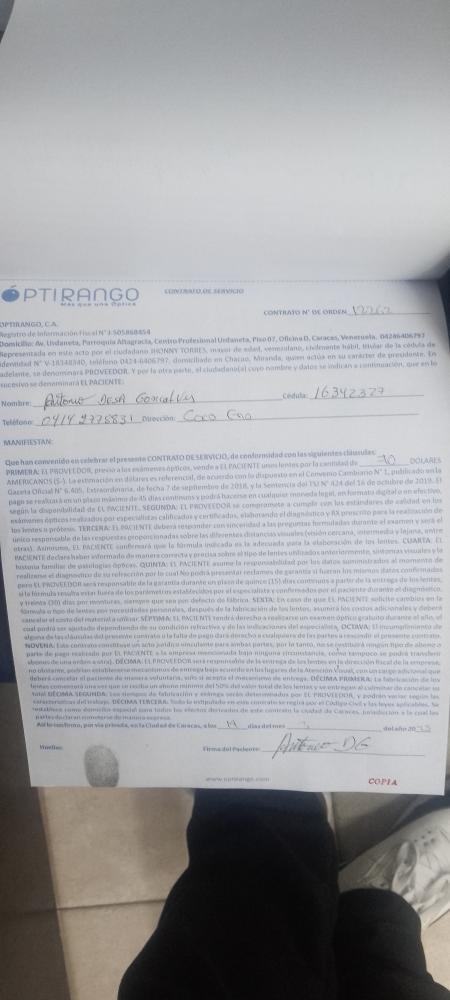 OPTIRANGO
Más que una Óptica
CONTRATO DE SERVICIO
CONTRATO N° DE ORDEN 12262
OPTIRANGO, C.A.
Registro de Información Fiscal N° J-505868454
Domicilio: Av, Urdaneta, Parroquia Altagracia, Centro Profesional Urdaneta, Piso 07, Oficina D, Caracas, Venezuela. 04246406797
Representada en este acto por el ciudadano JHONNY TORRES, mayor de edad, venezolano, civilmente hábil, titular de la cédula de
identidad N° V-18348340, teléfono 0424-6406797, domiciliado en Chacao, Miranda, quien actúa en su carácter de presidente. En
adelante, se denominará PROVEEDOR. Y por la otra parte, el ciudadano(a) cuyo nombre y datos se indican a continuación, que en lo
sucesivo se denominará EL PACIENTE:
Nombre: Antonio Desa Goncalves Cédula: 16342327
Teléfono: 0414 2778831 Dirección: Coco
MANIFIESTAN:
Que han convenido en celebrar el presente CONTRATO DE SERVICIO, de conformidad con las siguientes cláusulas:
PRIMERA: EL PROVEEDOR, previo a los exámenes ópticos, vende a EL PACIENTE unos lentes por la cantidad de 70 DOLARES
AMERICANOS ($-). La estimación en dólares es referencial, de acuerdo con lo dispuesto en el Convenio Cambiario N° 1, publicado en la
Gaceta Oficial N° 6.405, Extraordinaria, de fecha 7 de septiembre de 2018, y la Sentencia del TSJ N° 424 del 16 de octubre de 2019. El
pago se realizará en un plazo máximo de 45 días continuos y podrá hacerse en cualquier moneda legal, en formato digital o en efectivo,
según la disponibilidad de EL PACIENTE. SEGUNDA: EL PROVEEDOR se compromete a cumplir con los estándares de calidad en los
exámenes ópticos realizados por especialistas calificados y certificados, elaborando el diagnóstico y RX prescrito para la realización de
los lentes o prótesis. TERCERA: EL PACIENTE deberá responder con sinceridad a las preguntas formuladas durante el examen y será el
único responsable de las respuestas proporcionadas sobre las diferentes distancias visuales (visión cercana, intermedia y lejana, entre
otras). Asimismo, EL PACIENTE confirmará que la fórmula indicada es la adecuada para la elaboración de los lentes. CUARTA: EL
PACIENTE declara haber informado de manera correcta y precisa sobre el tipo de lentes utilizados anteriormente, síntomas visuales y la
historia familiar de patologías ópticas. QUINTA: EL PACIENTE asume la responsabilidad por los datos suministrados al momento de
realizarse el diagnóstico de su refracción por lo cual No podrá presentar reclamos de garantía si fueran los mismos datos confirmados
pero EL PROVEEDOR será responsable de la garantía durante un plazo de quince (15) días continuos a partir de la entrega de los lentes,
si la fórmula resulta estar fuera de los parámetros establecidos por el especialista y confirmados por el paciente durante el diagnóstico,
y treinta (30) días por monturas, siempre que sea por defecto de fábrica. SEXTA: En caso de que EL PACIENTE solicite cambios en la
fórmula o tipo de lentes por necesidades personales, después de la fabricación de los lentes, asumirá los costos adicionales y deberá
cancelar el costo del material a utilizar. SÉPTIMA: EL PACIENTE tendrá derecho a realizarse un examen óptico gratuito durante el año, el
cual podrá ser ajustado dependiendo de su condición refractiva y de las indicaciones del especialista. OCTAVA: El incumplimiento de
alguna de las cláusulas del presente contrato o la falta de pago dará derecho a cualquiera de las partes a rescindir el presente contrato.
NOVENA: Este contrato constituye un acto jurídico vinculante para ambas partes; por lo tanto, no se restituirá ningún tipo de abono o
parte de pago realizado por EL PACIENTE a la empresa mencionada bajo ninguna circunstancia, como tampoco se podrá transferir
abonos de una orden a otra). DÉCIMA: EL PROVEEDOR será responsable de la entrega de los lentes en la dirección fiscal de la empresa;
no obstante, podrían establecerse mecanismos de entrega bajo acuerdo en los lugares de la Atención Visual, con un cargo adicional que
deberá cancelar el paciente de manera voluntaria, solo si acepta el mecanismo de entrega. DÉCIMA PRIMERA: La fabricación de los
lentes comenzará una vez que se reciba un abono mínimo del 50% del valor total de los lentes y se entregan al culminar de cancelar su
total DÉCIMA SEGUNDA: Los tiempos de fabricación y entrega serán determinados por EL PROVEEDOR, y podrán variar según las
características del trabajo. DÉCIMA TERCERA: Todo lo estipulado en este contrato se regirá por el Código Civil y las leyes aplicables. Se
establece como domicilio especial para todos los efectos derivados de este contrato la ciudad de Caracas, jurisdicción a la cual las
partes declaran someterse de manera expresa.
Así lo confirmo, por vía privada, en la Ciudad de Caracas, a los 19 días del mes del año 20
Huellas: Firma del Paciente: Antonio DG
www.optirango.com
COPIA